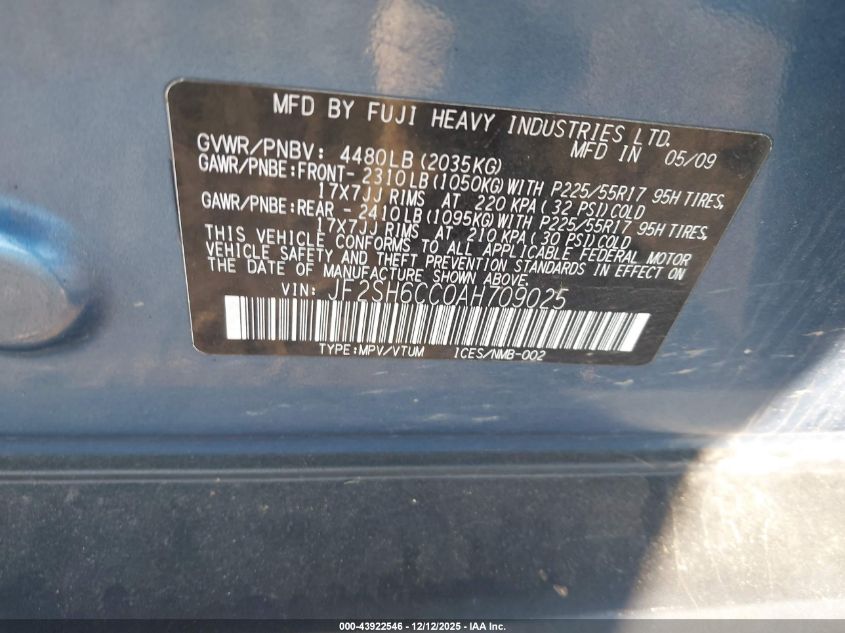 MFD BY FUJI HEAVY INDUSTRIES LTD.
MFD IN 05/09
GVWR/PNBV: 4480LB(2035KG)
GAWR/PNBE:FRONT- 2310LB(1050KG)WITH P225/55R17 95H TIRES,
17X7JJ RIMS AT 220 KPA(32 PSI)COLD
GAWR/PNBE:REAR - 2410LB(1095KG)WITH P225/55R17 95H TIRES,
17X7JJ RIMS AT 210 KPA(30 PSI)COLD
THIS VEHICLE CONFORMS TO ALL APPLICABLE FEDERAL MOTOR
VEHICLE SAFETY AND THEFT PREVENTION STANDARDS IN EFFECT ON
THE DATE OF MANUFACTURE SHOWN ABOVE.
VIN: JF2SH6CC0AH709025
TYPE:MPV/VTUM ICES/NMB-002
000-43922546 - 12/12/2025 - IAA Inc.